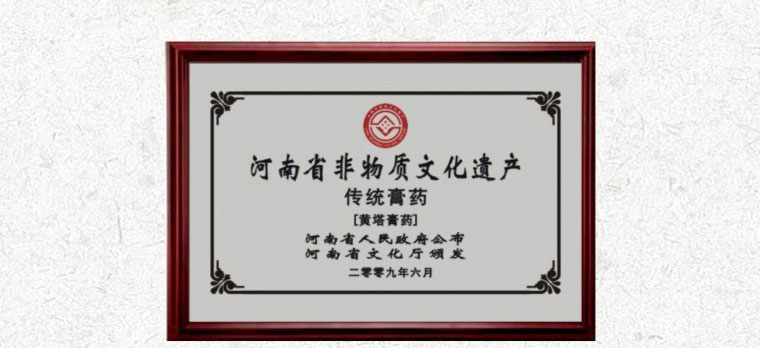 河南省非物质文化遗产
传统膏药
[黄塔膏药]
河南省人民政府公布
河南省文化厅颁发
二零零九年六月